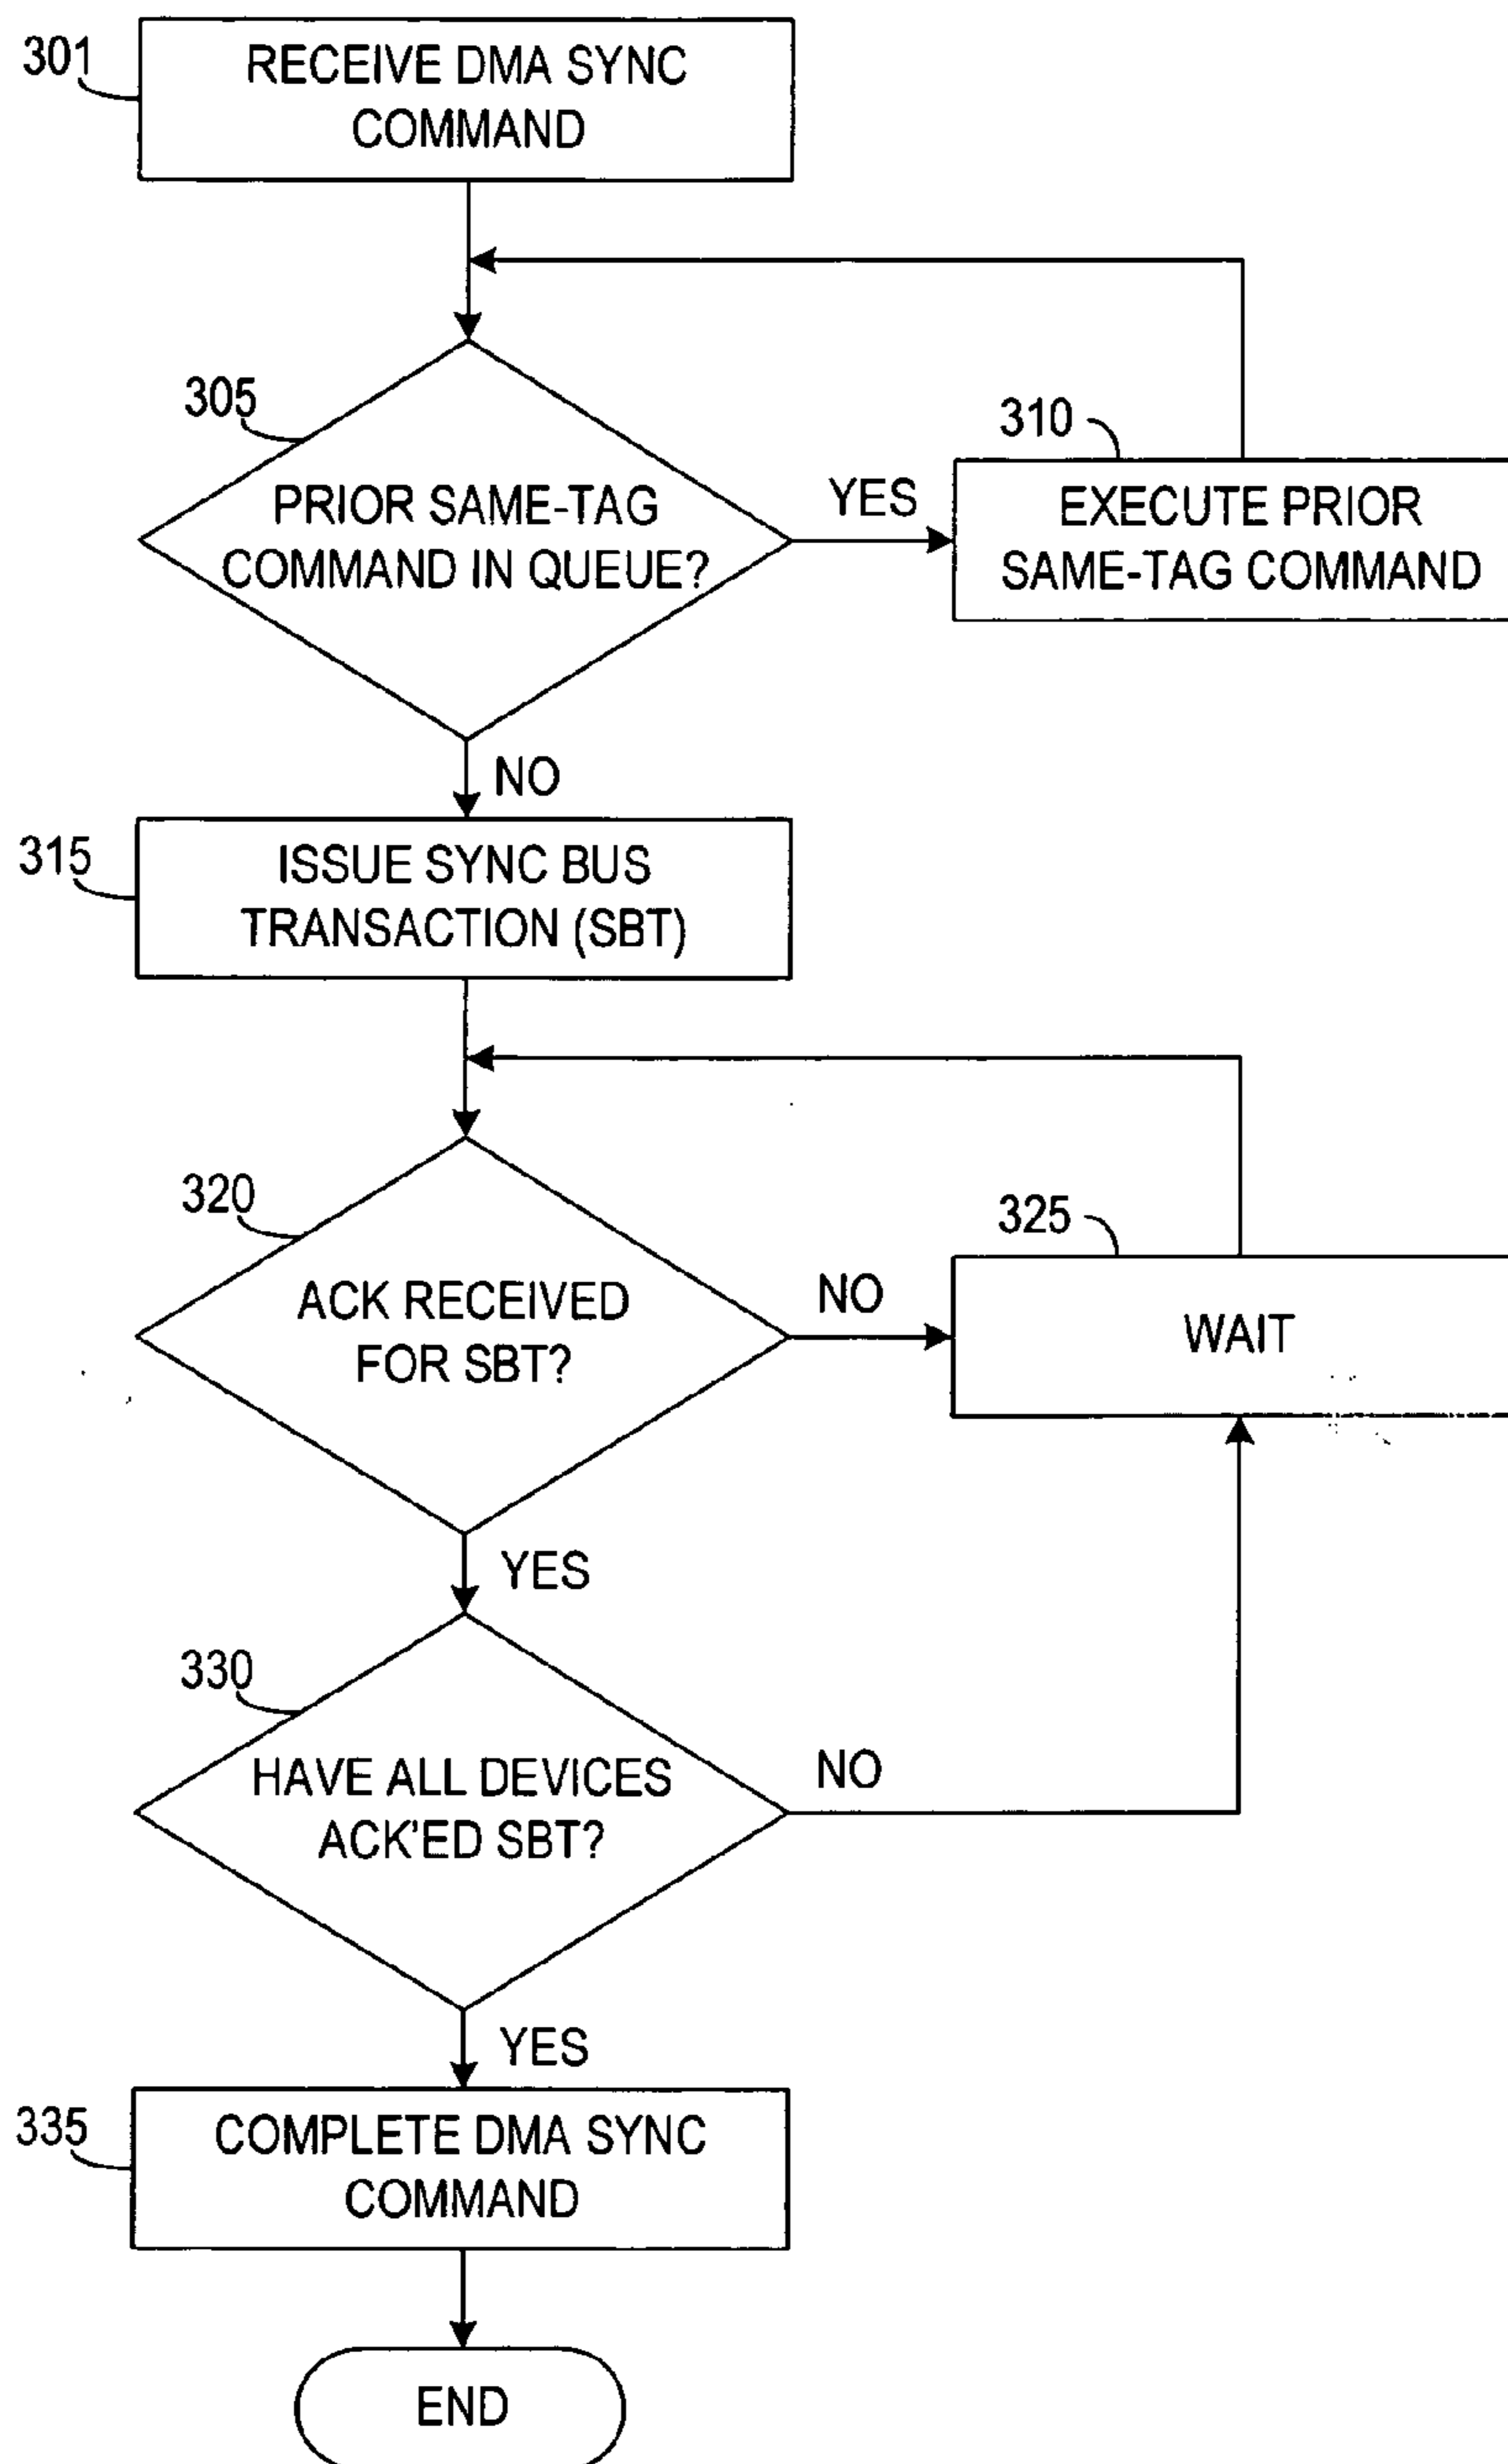 301
RECEIVE DMA SYNC
COMMAND
305
PRIOR SAME-TAG
COMMAND IN QUEUE?
YES
310
EXECUTE PRIOR
SAME-TAG COMMAND
NO
315
ISSUE SYNC BUS
TRANSACTION (SBT)
320
ACK RECEIVED
FOR SBT?
NO
325
WAIT
YES
330
HAVE ALL DEVICES
ACK'ED SBT?
NO
YES
335
COMPLETE DMA SYNC
COMMAND
END